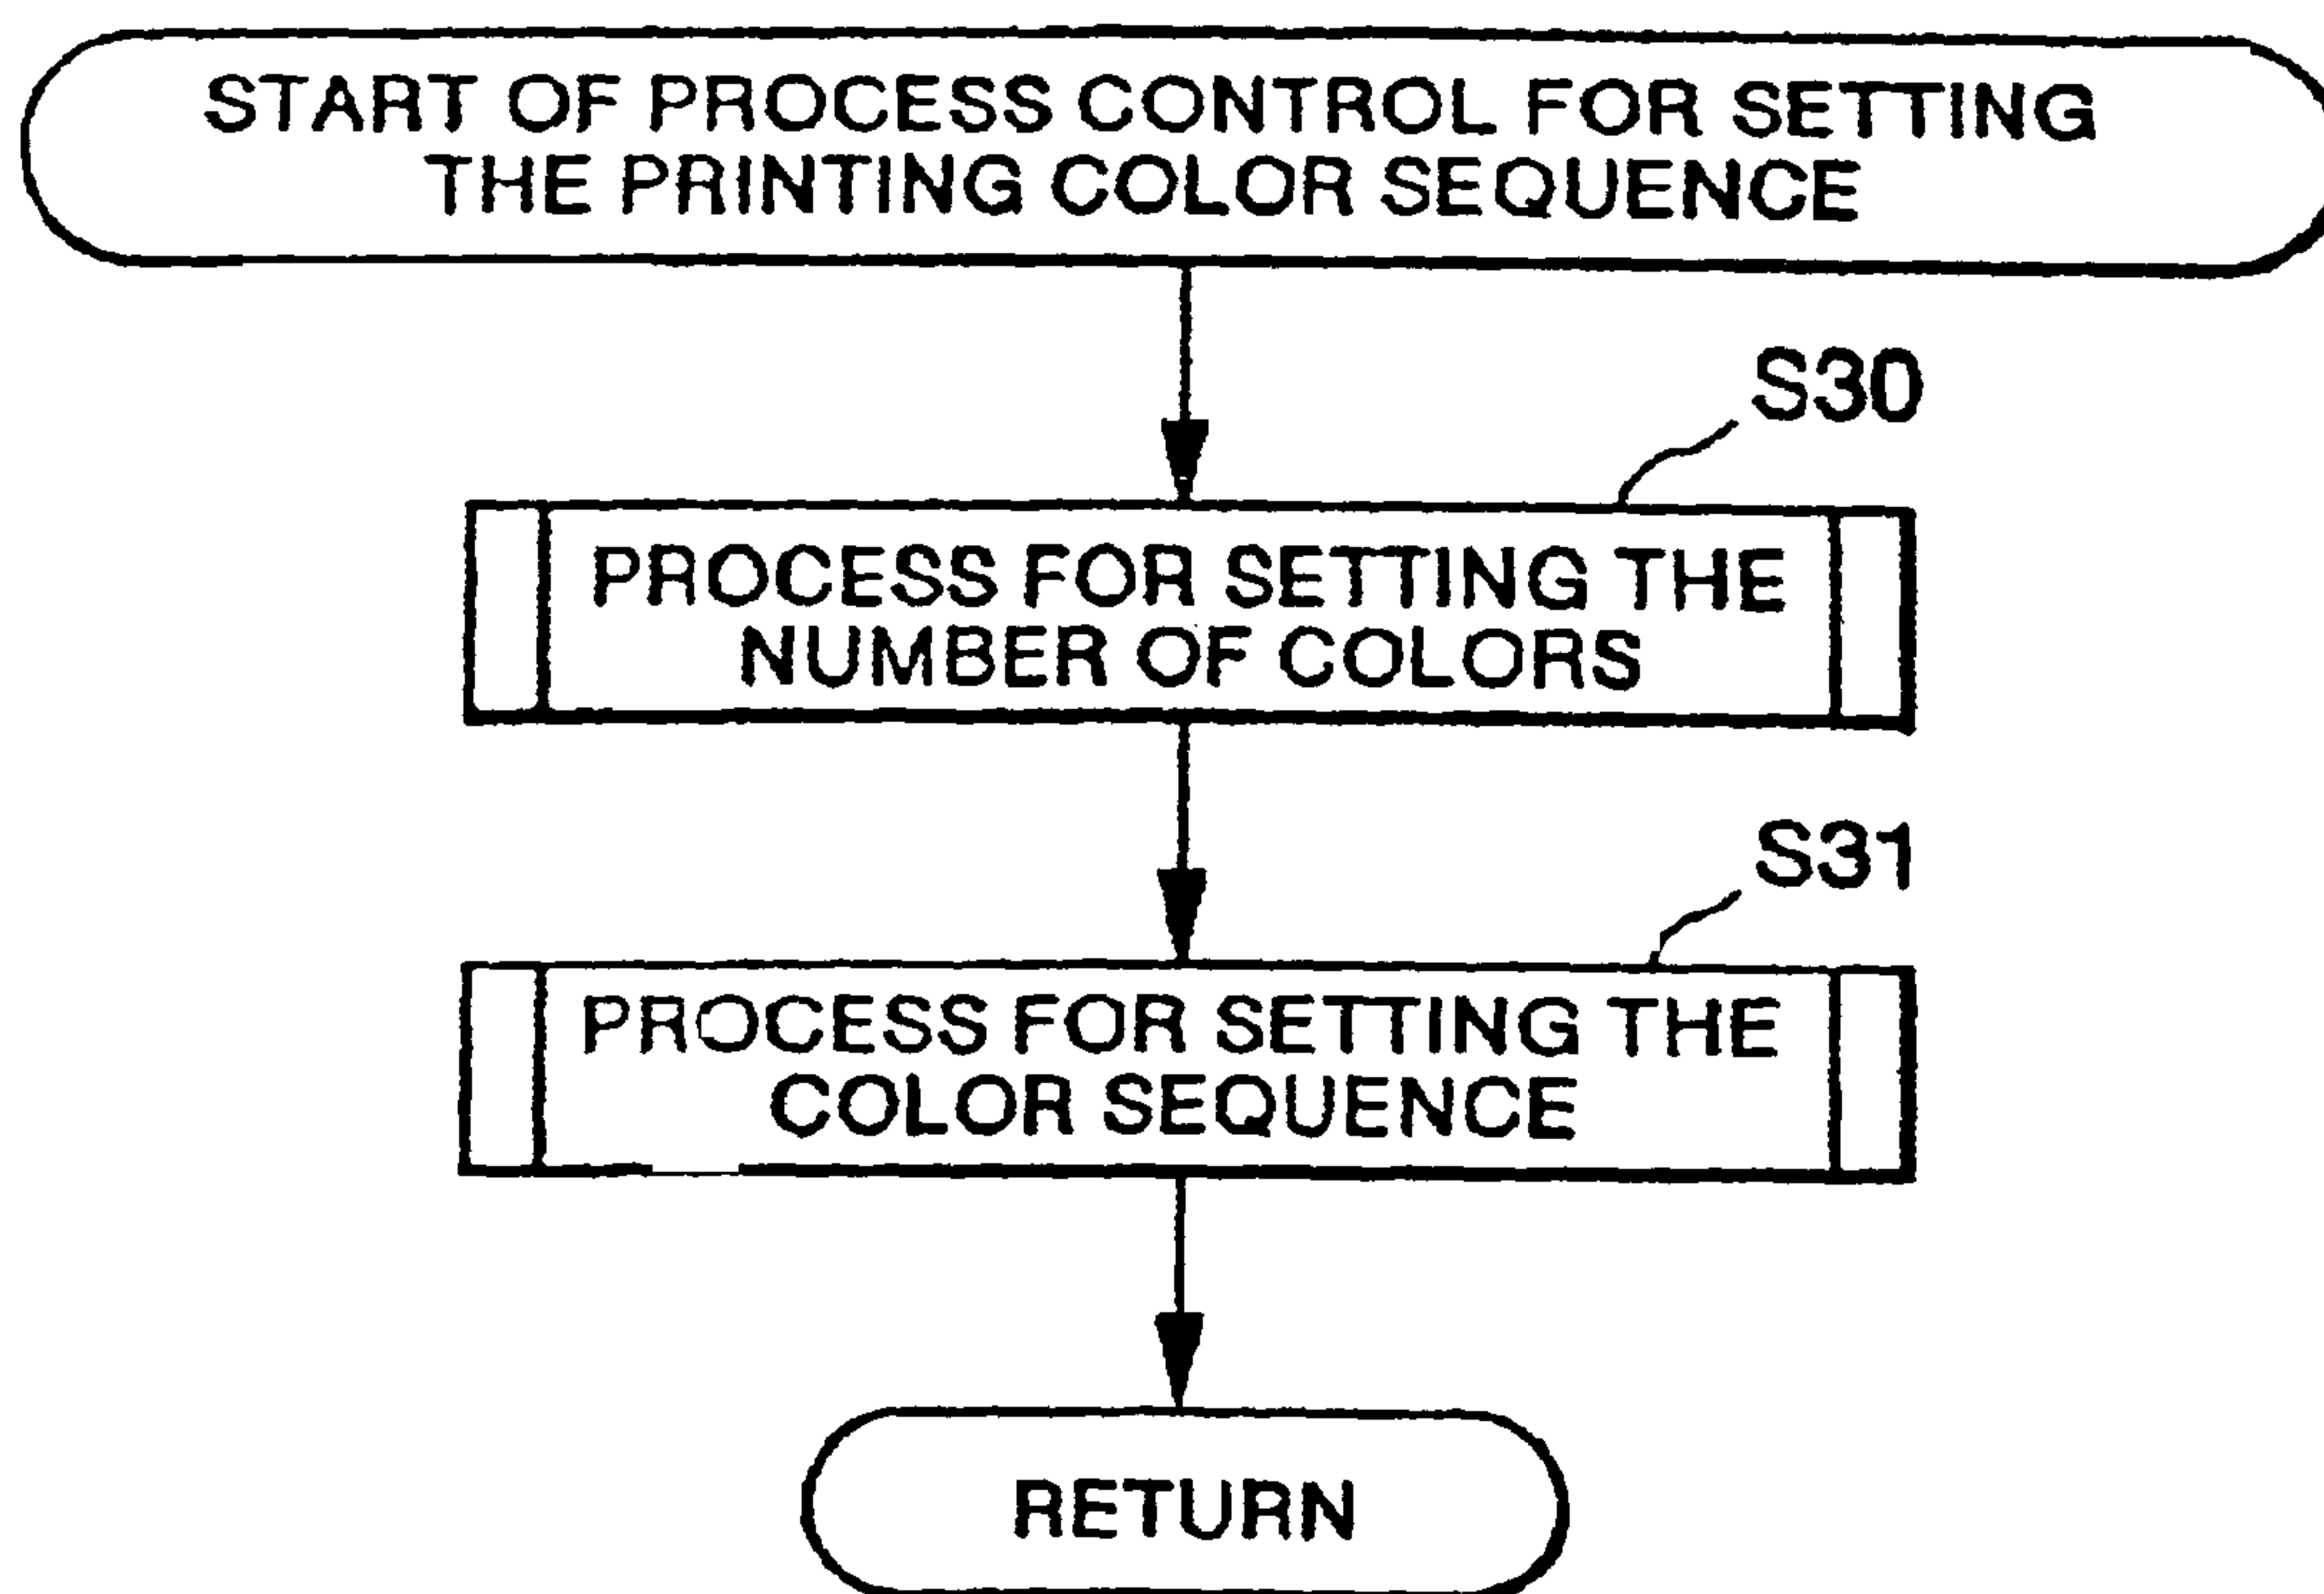 START OF PROCESS CONTROL FOR SETTING
THE PRINTING COLOR SEQUENCE
S30
PROCESS FOR SETTING THE
NUMBER OF COLORS
S31
PROCESS FOR SETTING THE
COLOR SEQUENCE
RETURN